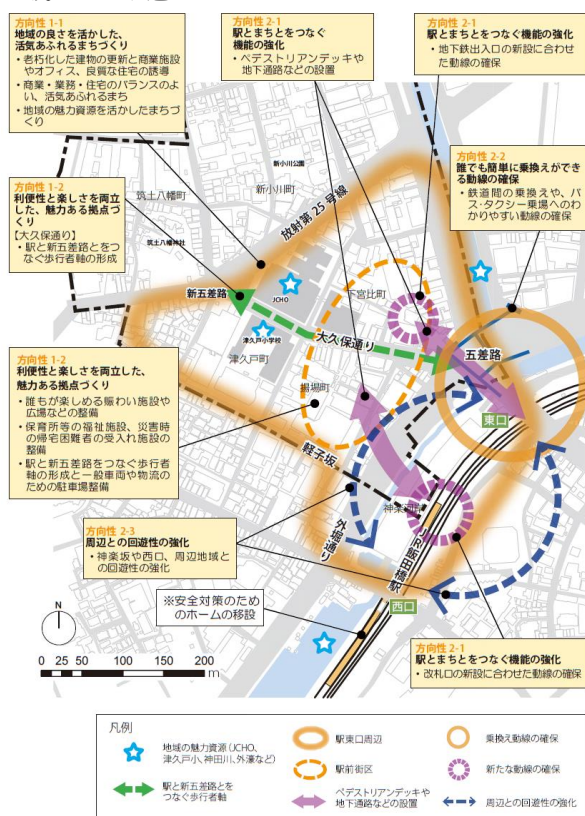 方向性 1-1
地域の良さを活かした、
活気あふれるまちづくり
・老朽化した建物の更新と商業施設
やオフィス、良質な住宅の誘導
・商業・業務・住宅のバランスのよ
い、活気あふれるまち
・地域の魅力資源を活かしたまちづ
くり
方向性 2-1
駅とまちとをつなぐ
機能の強化
・ペデストリアンデッキや
地下通路などの設置
方向性 2-1
駅とまちとをつなぐ機能の強化
・地下鉄出入口の新設に合わせ
た動線の確保
方向性 2-2
誰でも簡単に乗換えができ
る動線の確保
・鉄道間の乗換えや、バ
ス・タクシー乗場へのわ
かりやすい動線の確保
方向性 1-2
利便性と楽しさを両立し
た、魅力ある拠点づくり
【大久保通り】
・駅と新五差路とをつ
なぐ歩行者軸の形成
方向性 1-2
利便性と楽しさを両立した、
魅力ある拠点づくり
・誰もが楽しめる賑わい施設や
広場などの整備
・保育所等の福祉施設、災害時
の帰宅困難者の受入れ施設の
整備
・駅と新五差路をつなぐ歩行者
軸の形成と一般車両や物流の
ための駐車場整備
方向性 2-3
周辺との回遊性の強化
・神楽坂や西口、周辺地域と
の回遊性の強化
※安全対策のため
のホームの移設
方向性 2-1
駅とまちとをつなぐ機能の強化
・改札口の新設に合わせた動線の確保
新小川公園
新小川町
筑土八幡町
筑土八幡神社
放射第 25 号線
新五差路
JCHO
下宮比町
津久戸小学校
津久戸町
大久保通り
五差路
揚場町
東口
軽子坂
神楽河岸
外堀通り
JR飯田橋駅
西口
N
0 25 50 100 150 200
m
凡例
地域の魅力資源(JCHO、
津久戸小、神田川、外濠など)
駅東口周辺
乗換え動線の確保
駅前街区
新たな動線の確保
駅と新五差路とを
つなぐ歩行者軸
ペデストリアンデッキや
地下通路などの設置
周辺との回遊性の強化